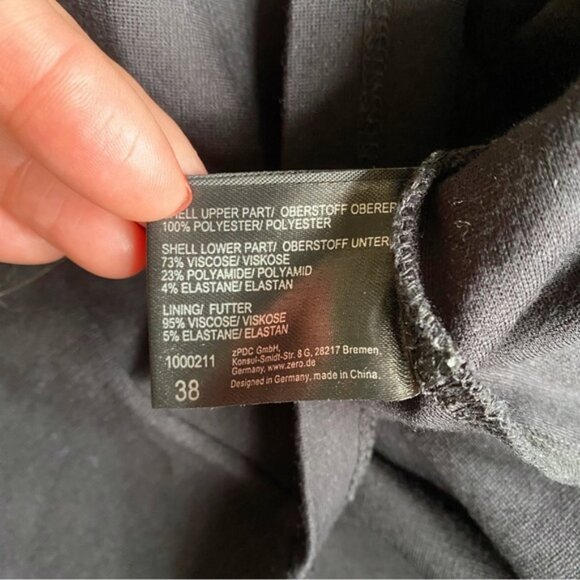 SHELL UPPER PART/ OBERSTOFF OBERER
100% POLYESTER/ POLYESTER
SHELL LOWER PART/ OBERSTOFF UNTER
73% VISCOSE/ VISKOSE
23% POLYAMIDE/ POLYAMID
4% ELASTANE/ ELASTAN
LINING/ FUTTER
95% VISCOSE/ VISKOSE
5% ELASTANE/ ELASTAN
1000211
zPDC GmbH,
Konsul-Smidt-Str. 8 G, 28217 Bremen,
Germany, www.zero.de.
38
Designed in Germany, made in China.